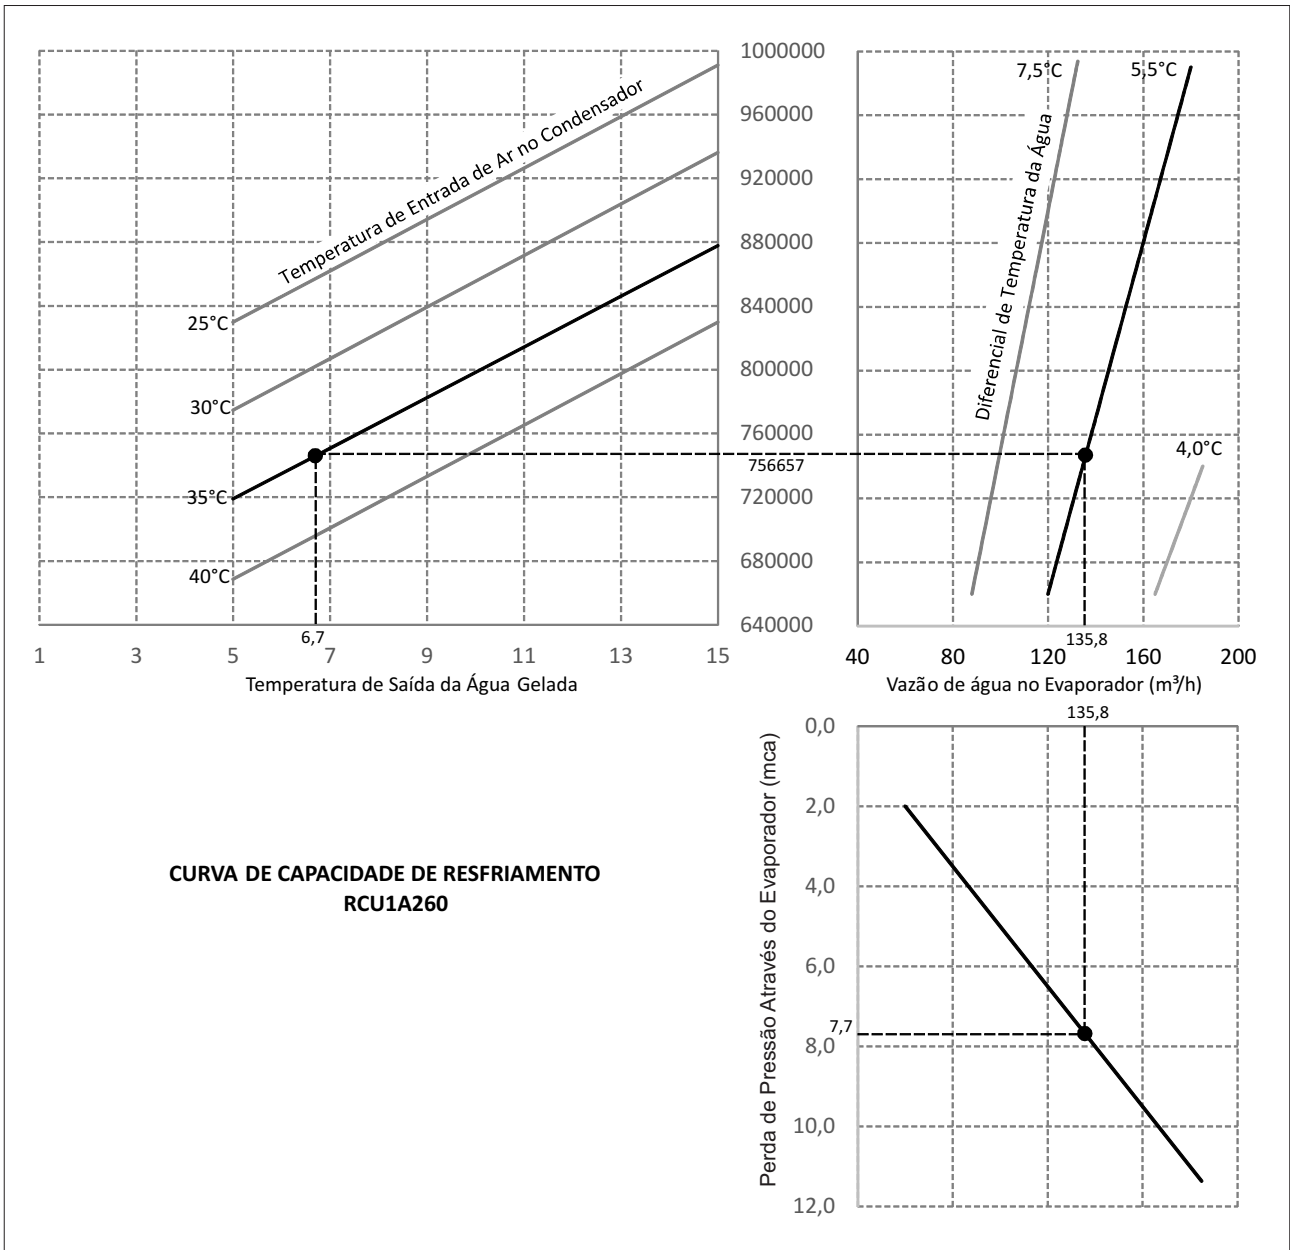 1000000
960000
920000
880000
840000
800000
760000
756657
720000
680000
640000
Temperatura de Entrada de Ar no Condensador
25°C
30°C
35°C
40°C
6,7
1 3 5 7 9 11 13 15
Temperatura de Saída da Água Gelada
7,5°C
5,5°C
4,0°C
Diferencial de Temperatura da Água
135,8
40 80 120 160 200
Vazão de água no Evaporador (m³/h)
135,8
0,0
2,0
4,0
6,0
7,7
8,0
10,0
12,0
Perda de Pressão Através do Evaporador (mca)
CURVA DE CAPACIDADE DE RESFRIAMENTO
RCU1A260